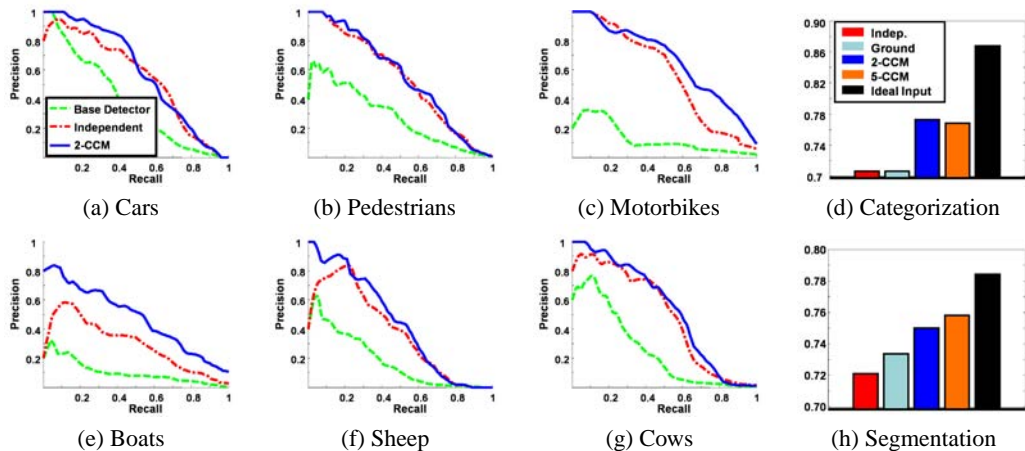 1
0.8
0.6
0.4
0.2
Precision
Base Detector
Independent
2-CCM
0.2 0.4 0.6 0.8 1
Recall
(a) Cars
1
0.8
0.6
0.4
0.2
Precision
0.2 0.4 0.6 0.8 1
Recall
(b) Pedestrians
1
0.8
0.6
0.4
0.2
Precision
0.2 0.4 0.6 0.8 1
Recall
(c) Motorbikes
0.90
0.86
0.82
0.78
0.74
0.7
Indep.
Ground
2-CCM
5-CCM
Ideal Input
(d) Categorization
1
0.8
0.6
0.4
0.2
Precision
0.2 0.4 0.6 0.8 1
Recall
(e) Boats
1
0.8
0.6
0.4
0.2
Precision
0.2 0.4 0.6 0.8 1
Recall
(f) Sheep
1
0.8
0.6
0.4
0.2
Precision
0.2 0.4 0.6 0.8 1
Recall
(g) Cows
0.80
0.78
0.76
0.74
0.72
0.70
(h) Segmentation